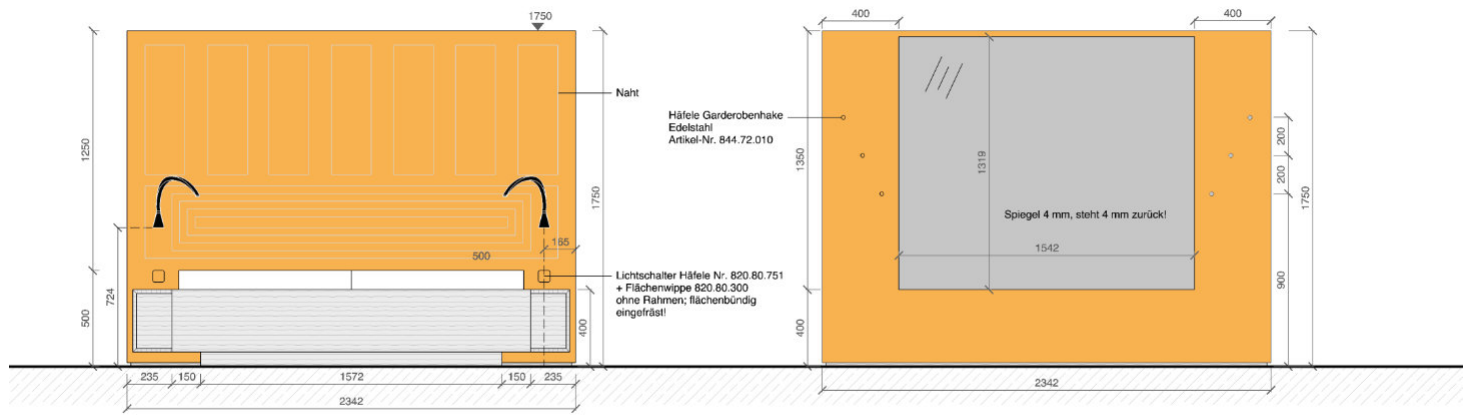 1750
400
400
Naht
Häfele Garderobenhake
Edelstahl
Artikel-Nr. 844.72.010
1250
1750
1350
1319
200
200
1750
Spiegel 4 mm, steht 4 mm zurück!
1542
165
500
Lichtschalter Häfele Nr. 820.80.751
+ Flächenwippe 820.80.300
ohne Rahmen; flächenbündig
eingefräst!
724
500
400
400
900
235
150
1572
150
235
2342
2342